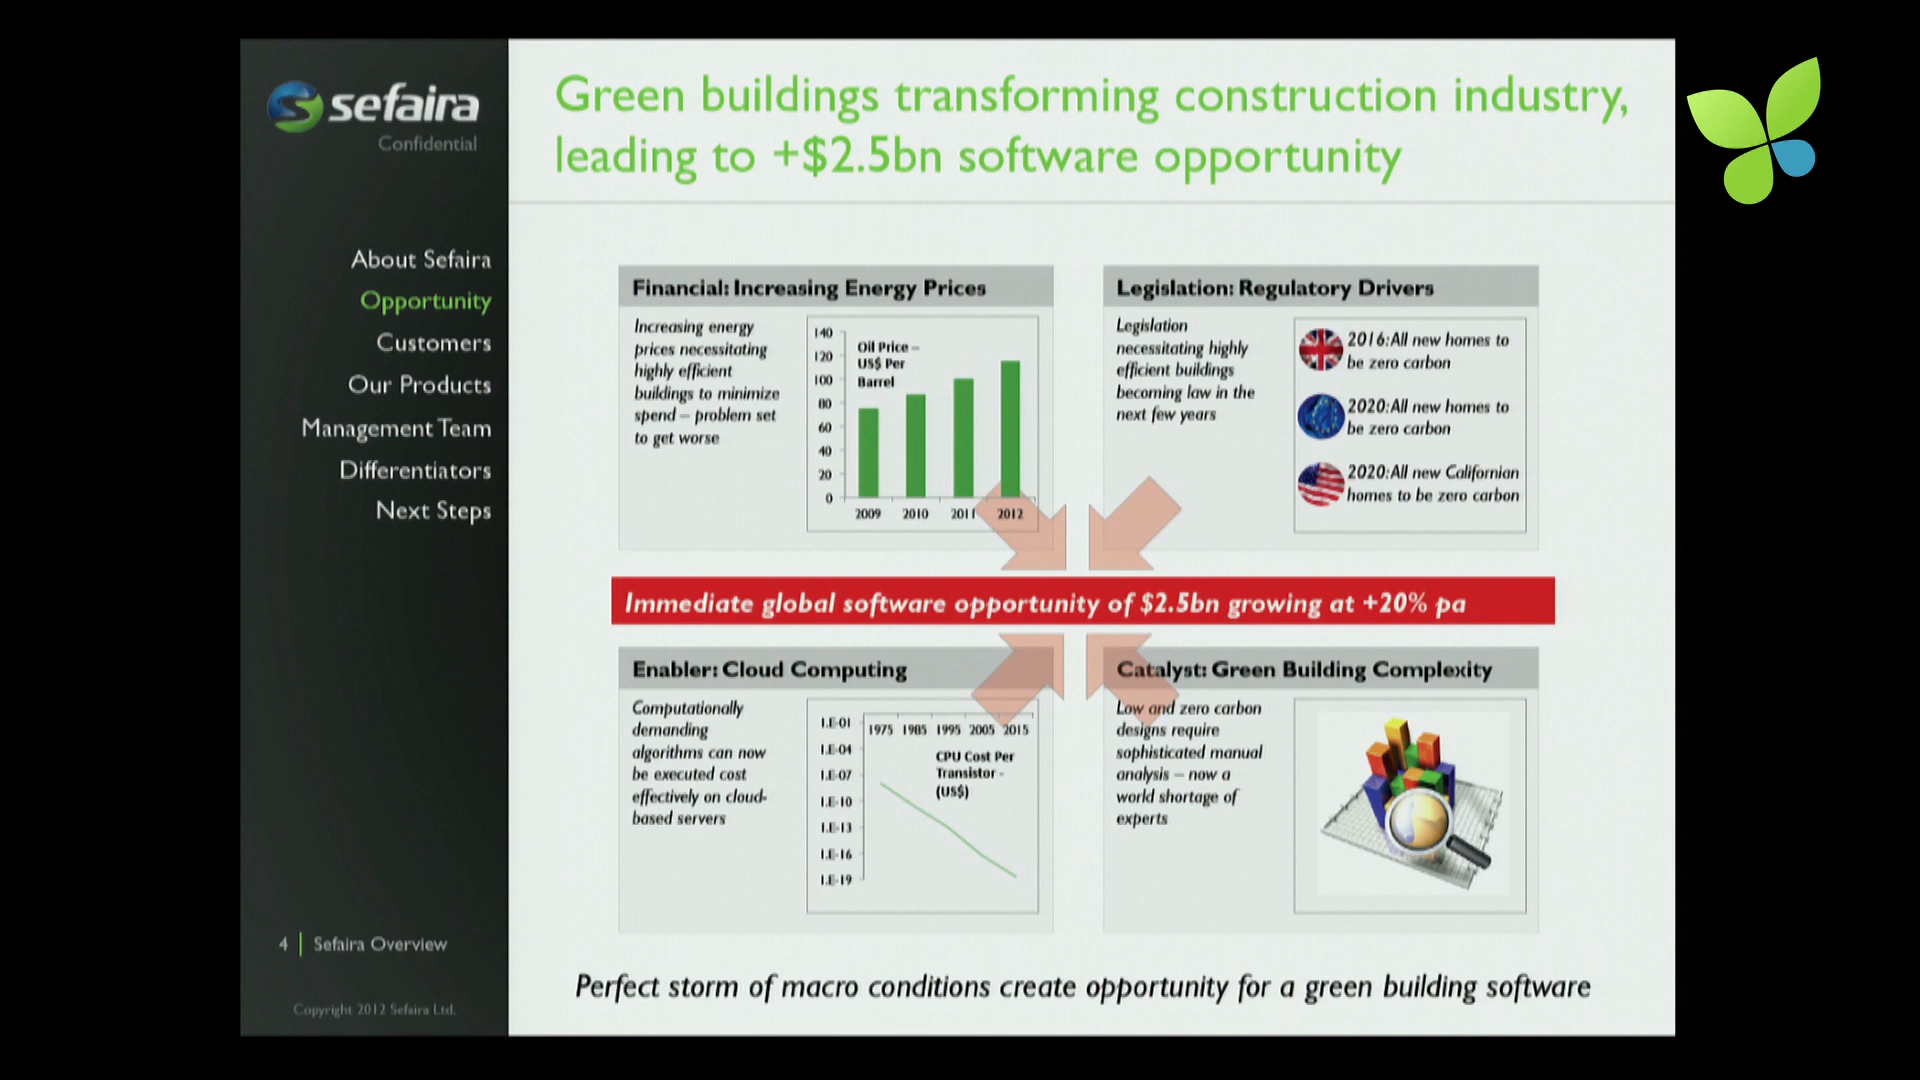 sefaira
Confidential
About Sefaira
Opportunity
Customers
Our Products
Management Team
Differentiators
Next Steps
4 | Sefaira Overview
Copyright 2012 Sefaira Ltd.
Green buildings transforming construction industry,
leading to +$2.5bn software opportunity
Financial: Increasing Energy Prices
Increasing energy
prices necessitating
highly efficient
buildings to minimize
spend – problem set
to get worse
Oil Price –
US$ Per
Barrel
140
120
100
80
60
40
20
0
2009 2010 2011 2012
Legislation: Regulatory Drivers
Legislation
necessitating highly
efficient buildings
becoming law in the
next few years
2016: All new homes to
be zero carbon
2020: All new homes to
be zero carbon
2020: All new Californian
homes to be zero carbon
Immediate global software opportunity of $2.5bn growing at +20% pa
Enabler: Cloud Computing
Computationally
demanding
algorithms can now
be executed cost
effectively on cloud-
based servers
1.E-01
1.E-04
1.E-07
1.E-10
1.E-13
1.E-16
1.E-19
1975 1985 1995 2005 2015
CPU Cost Per
Transistor -
(US$)
Catalyst: Green Building Complexity
Low and zero carbon
designs require
sophisticated manual
analysis – now a
world shortage of
experts
Perfect storm of macro conditions create opportunity for a green building software